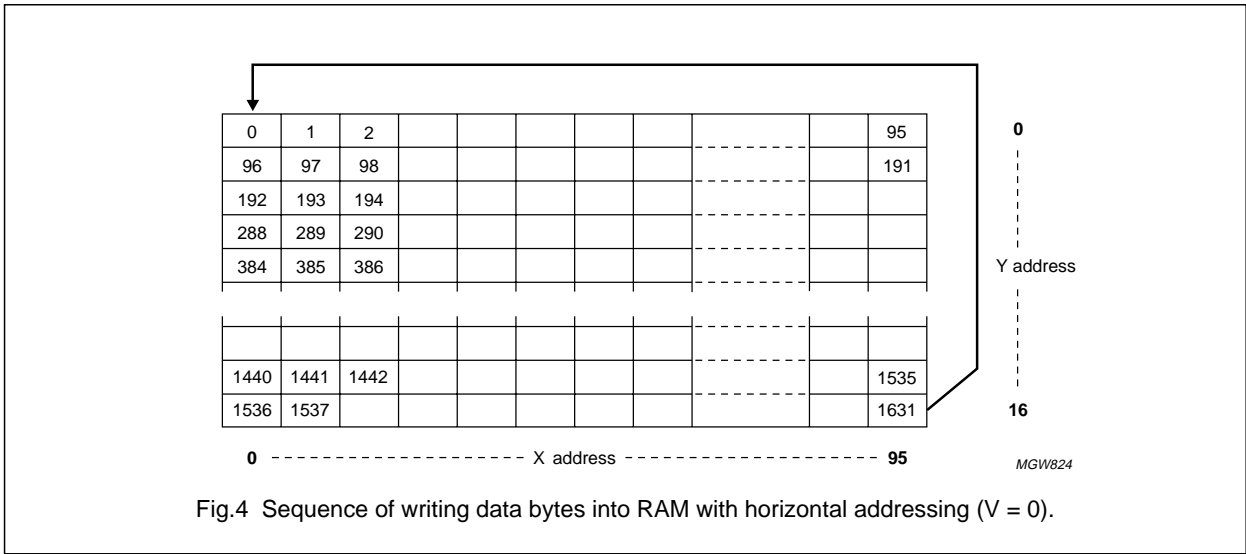 0 1 2 95 0
96 97 98 191
192 193 194
288 289 290
384 385 386 Y address
1440 1441 1442 1535
1536 1537 1631 16
0 X address 95
MGW824
Fig.4 Sequence of writing data bytes into RAM with horizontal addressing (V = 0).